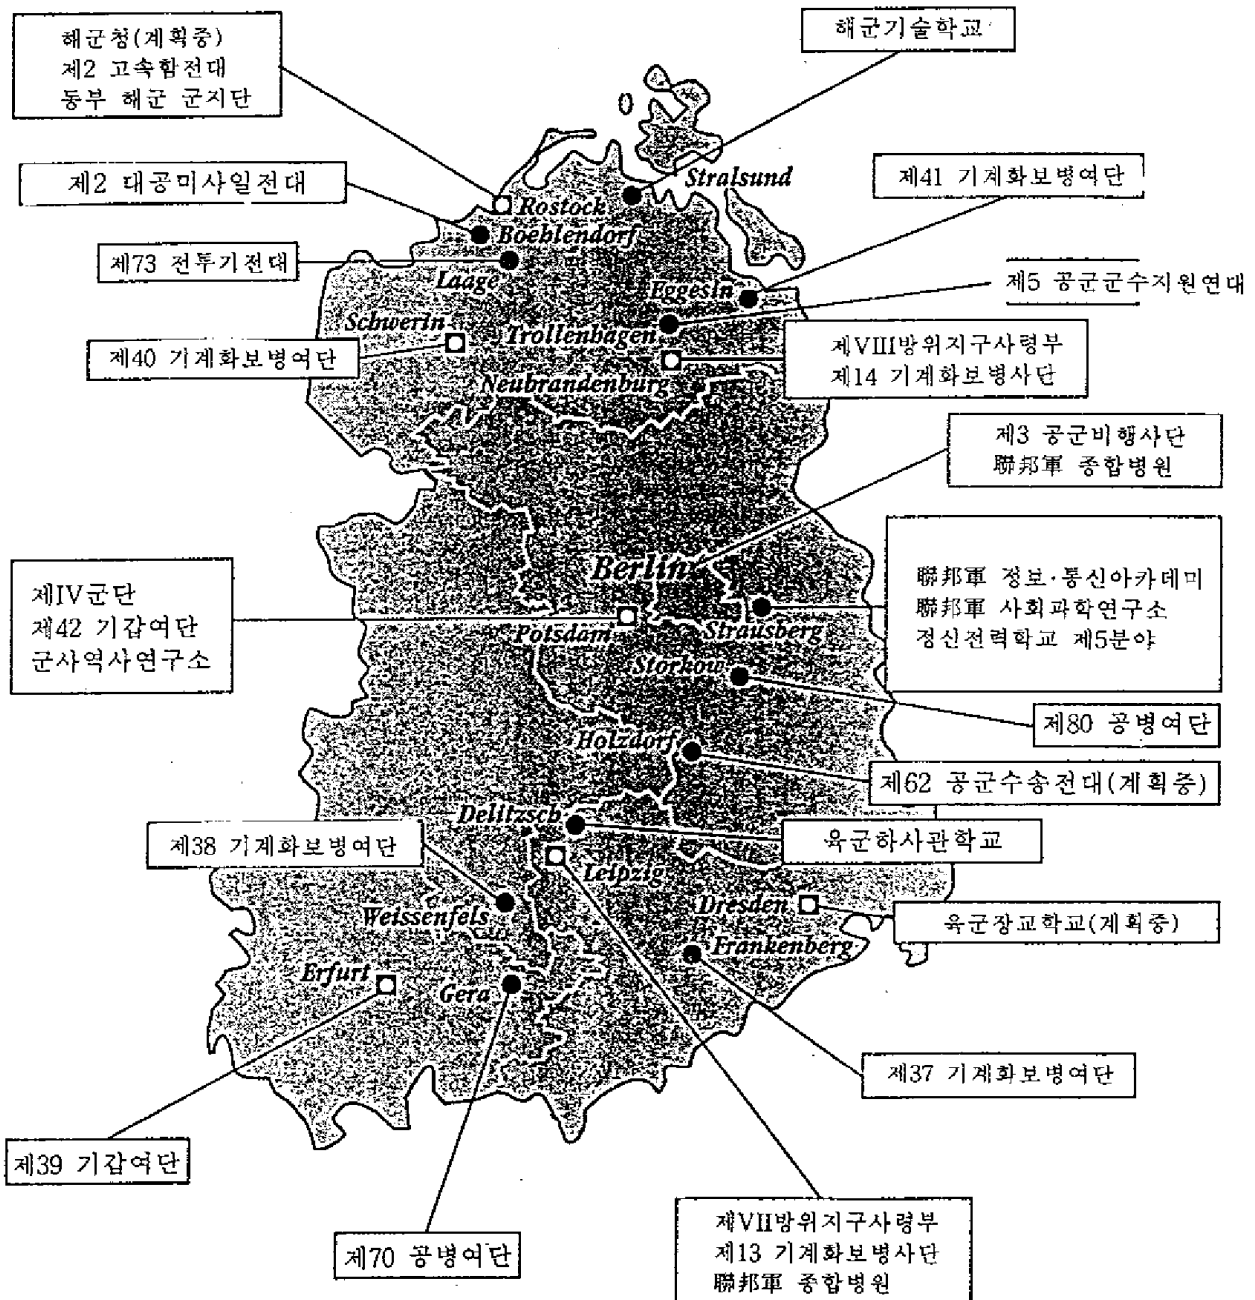 해군청(계획중)
제2 고속함전대
동부 해군 군지단
해군기술학교
제2 대공미사일전대
Stralsund
제41 기계화보병여단
Rostock
Boehlendorf
제73 전투기전대
Laage
Eggesin
제5 공군군수지원연대
Schwerin
Trollenhagen
제40 기계화보병여단
제VIII방위지구사령부
제14 기계화보병사단
Neubrandenburg
제3 공군비행사단
聯邦軍 종합병원
Berlin
聯邦軍 정보·통신아카데미
聯邦軍 사회과학연구소
정신전력학교 제5분야
제IV군단
제42 기갑여단
군사역사연구소
Potsdam
Strausberg
Storkow
제80 공병여단
Holzdorf
제62 공군수송전대(계획중)
Delitzsch
제38 기계화보병여단
육군하사관학교
Leipzig
Weissenfels
Dresden
육군장교학교(계획중)
Frankenberg
Erfurt
Gera
제37 기계화보병여단
제39 기갑여단
제70 공병여단
제VII방위지구사령부
제13 기계화보병사단
聯邦軍 종합병원